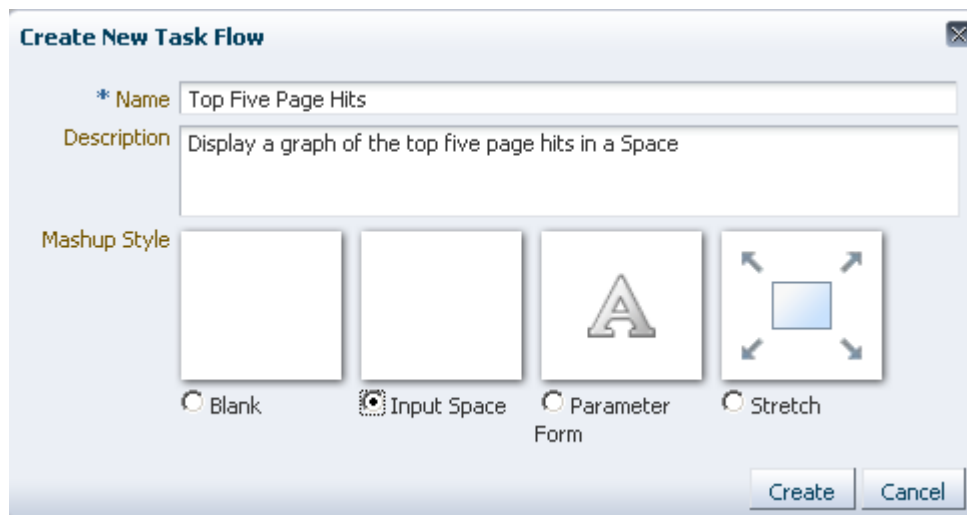 Create New Task Flow
* Name Top Five Page Hits
Description Display a graph of the top five page hits in a Space
Mashup Style
A
Blank Input Space Parameter Form Stretch
Create Cancel